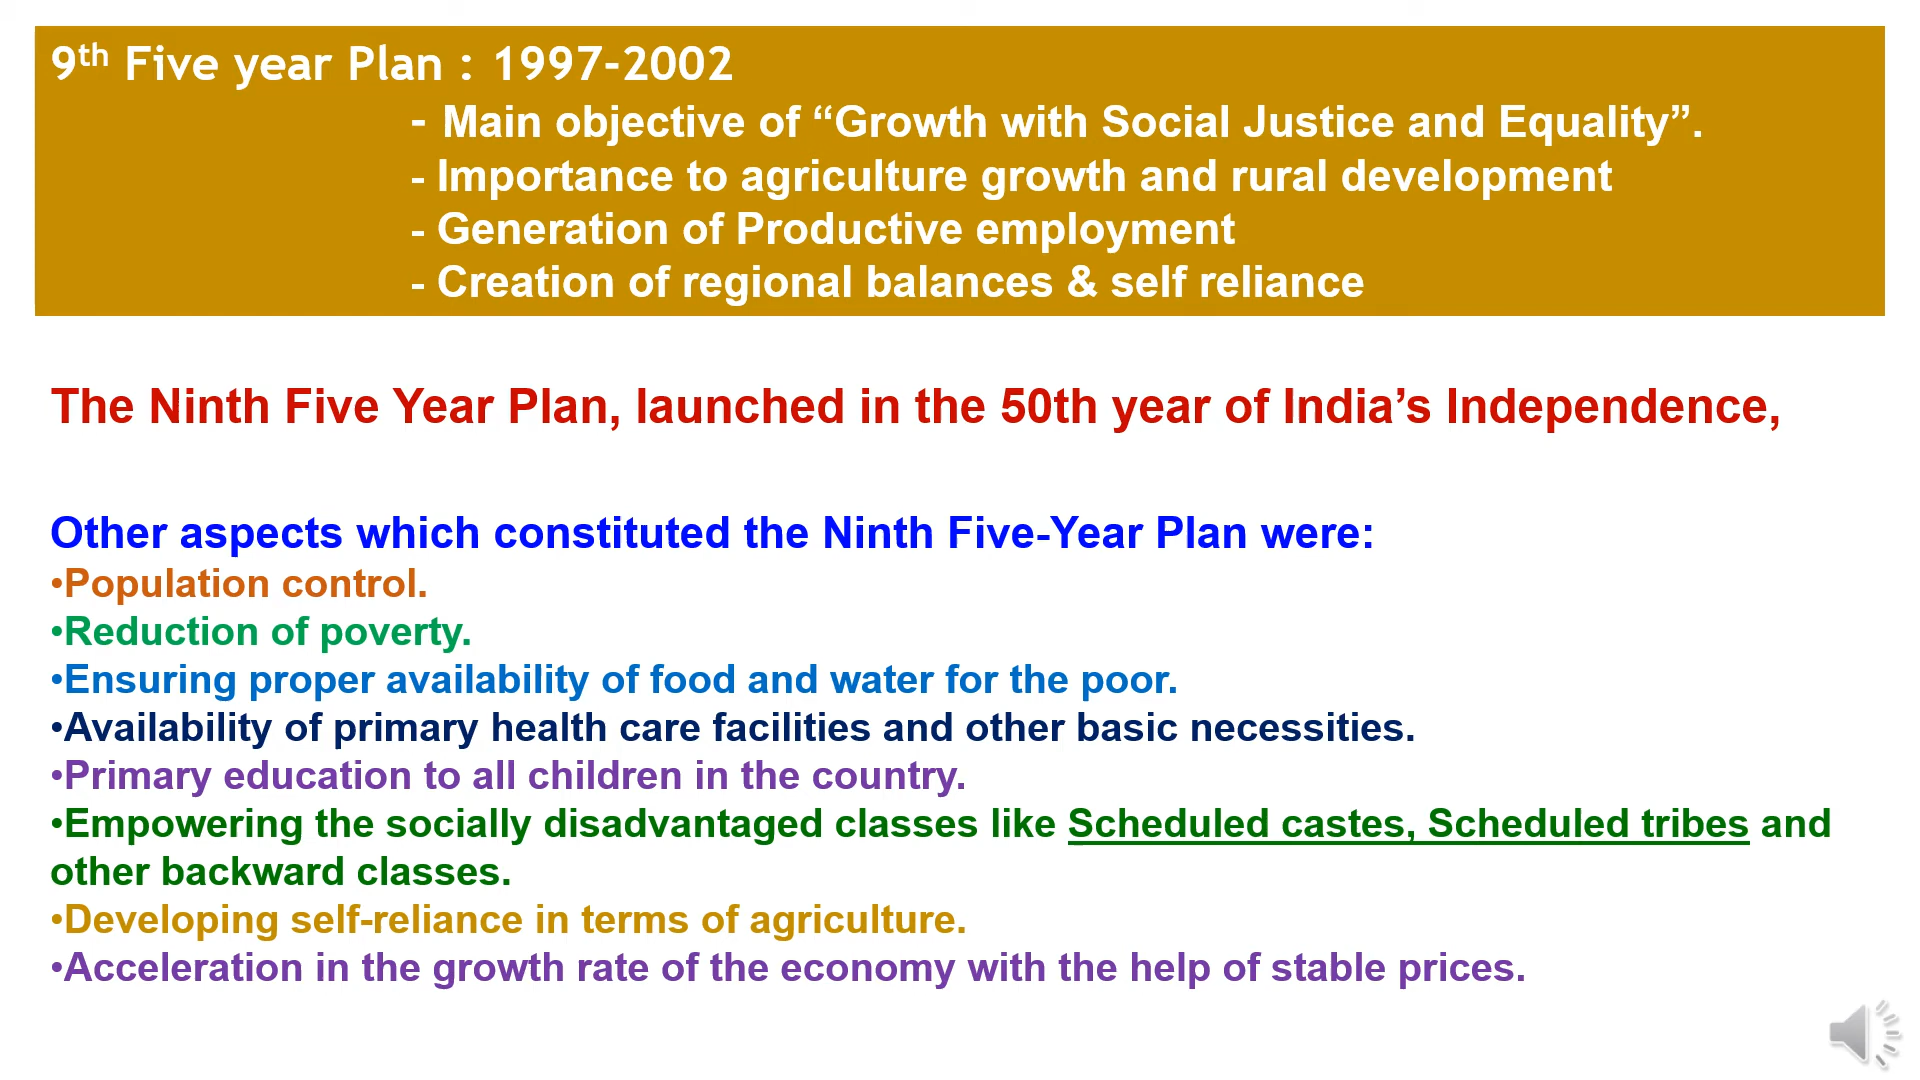 9th Five year Plan : 1997-2002
- Main objective of “Growth with Social Justice and Equality”.
- Importance to agriculture growth and rural development
- Generation of Productive employment
- Creation of regional balances & self reliance
The Ninth Five Year Plan, launched in the 50th year of India’s Independence,
Other aspects which constituted the Ninth Five-Year Plan were:
•Population control.
•Reduction of poverty.
•Ensuring proper availability of food and water for the poor.
•Availability of primary health care facilities and other basic necessities.
•Primary education to all children in the country.
•Empowering the socially disadvantaged classes like Scheduled castes, Scheduled tribes and
other backward classes.
•Developing self-reliance in terms of agriculture.
•Acceleration in the growth rate of the economy with the help of stable prices.